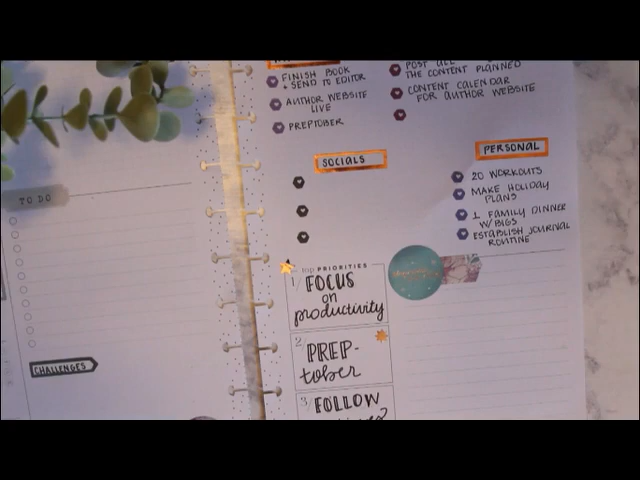 FINISH BOOK
+ SEND TO EDITOR
AUTHOR WEBSITE
LIVE
PREPTOBER
POST ALL
THE CONTENT PLANNED
CONTENT CALENDAR
FOR AUTHOR WEBSITE
SOCIALS
PERSONAL
20 WORKOUTS
MAKE HOLIDAY
PLANS
1 FAMILY DINNER
W/BIGS
ESTABLISH JOURNAL
ROUTINE
TO DO
CHALLENGES
top PRIORITIES
1/ FOCUS
on
productivity
2 PREP-
tober
3/ FOLLOW